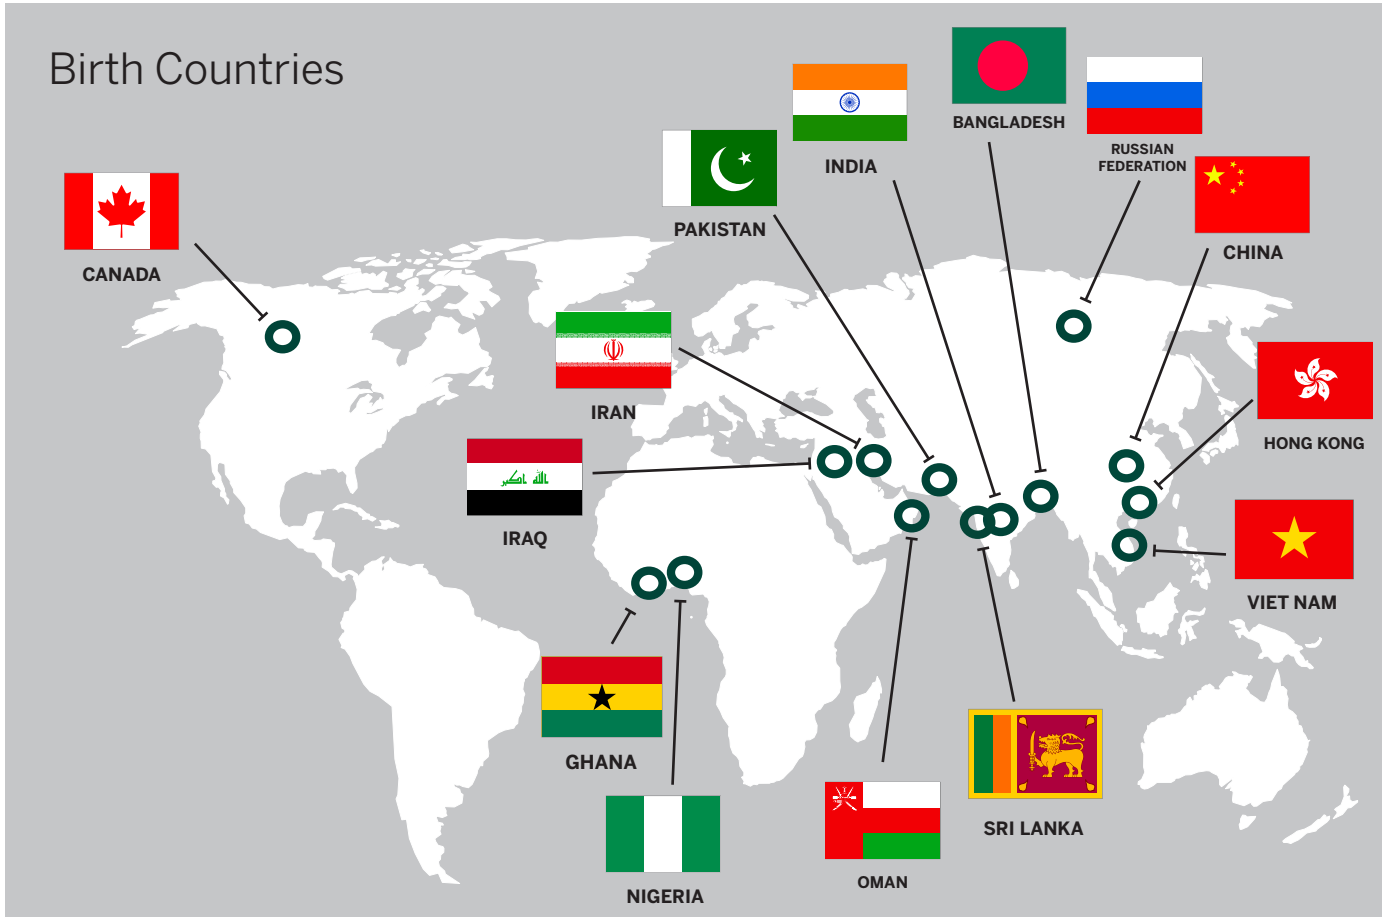 Birth Countries
BANGLADESH
RUSSIAN
FEDERATION
INDIA
PAKISTAN
CHINA
CANADA
IRAN
HONG KONG
IRAQ
VIET NAM
GHANA
SRI LANKA
OMAN
NIGERIA